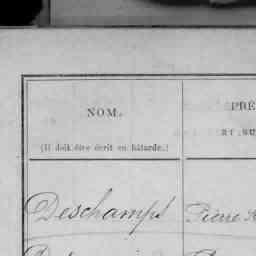 NOM.
PRÉ
ET SU
(Il doit être écrit en bâtarde.)
Deschamps Pierre